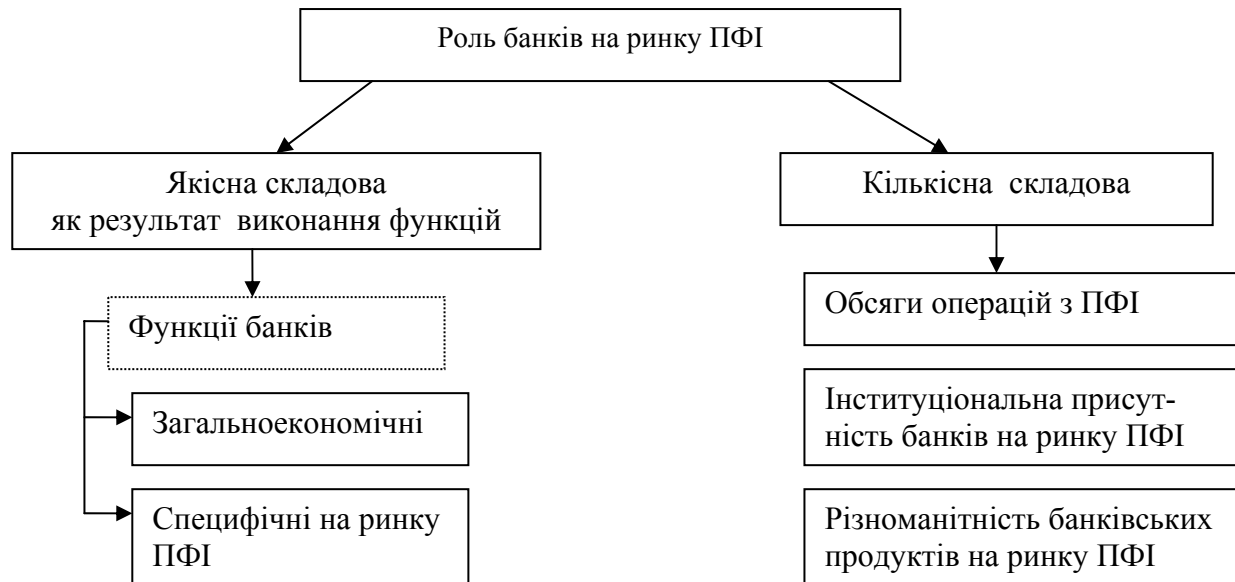 Роль банків на ринку ПФІ
Якісна складова
як результат виконання функцій
Функції банків
Загальноекономічні
Специфічні на ринку
ПФІ
Кількісна складова
Обсяги операцій з ПФІ
Інституціональна присут-
ність банків на ринку ПФІ
Різноманітність банківських
продуктів на ринку ПФІ